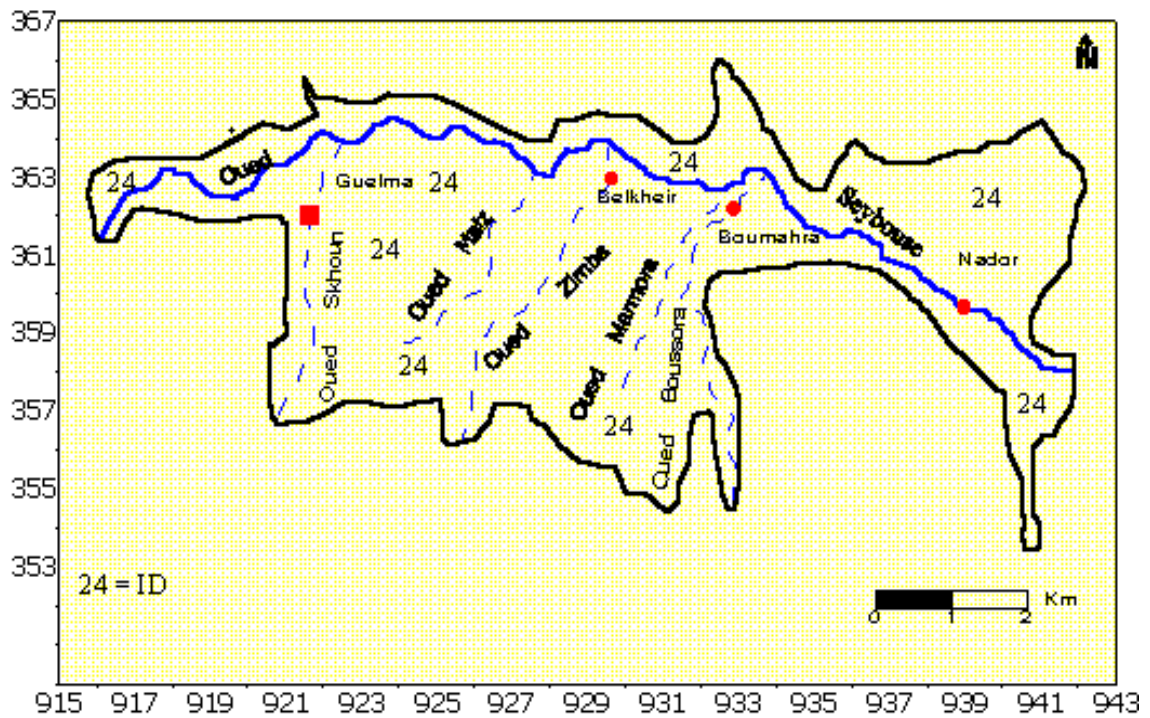 367
365
363
361
359
357
355
353
N
24
Oued
Guelma
24
24
Belkheir
Seybouse
24
Boumahra
Nador
24
Skhoun
Oued
Oued
Maiz
Oued
Zimba
Oued
Marmora
Oued
Boussora
24
24
24
24 = ID
Km
0
1
2
915 917 919 921 923 925 927 929 931 933 935 937 939 941 943